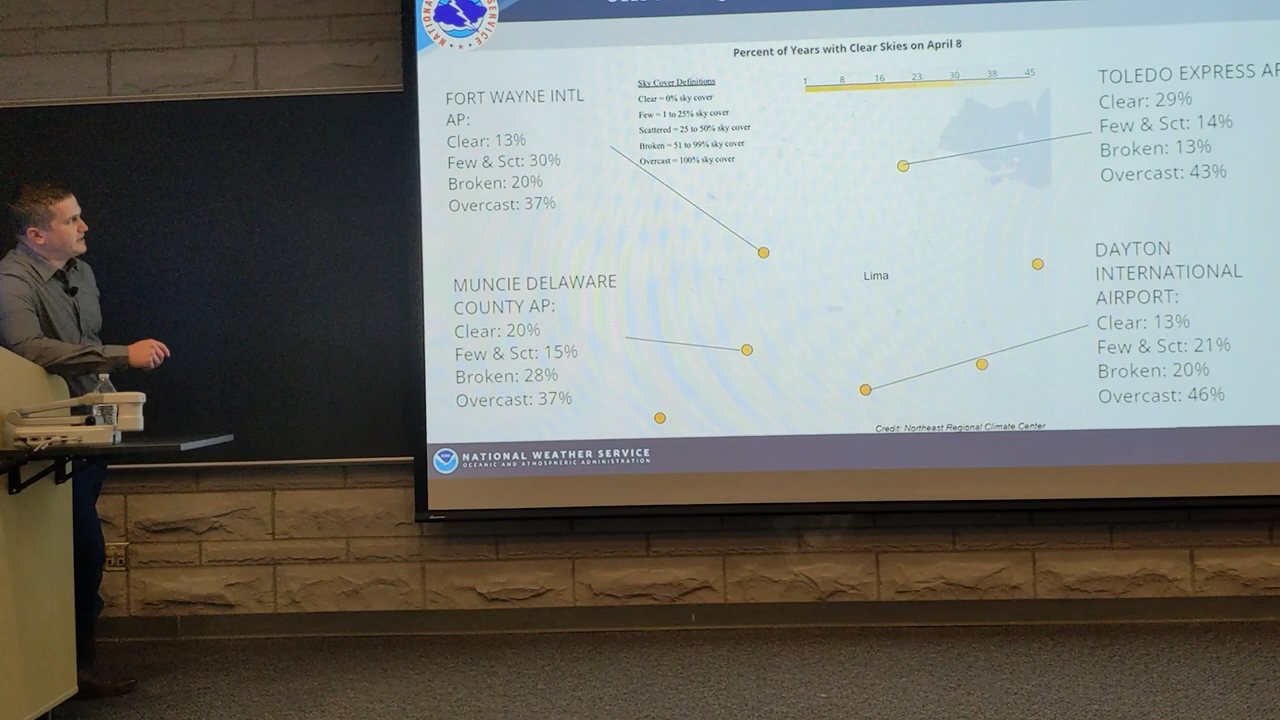 NATIONAL
SERVICE
Percent of Years with Clear Skies on April 8
1 8 16 23 30 38 45
Sky Cover Definitions
Clear = 0% sky cover
Few = 1 to 25% sky cover
Scattered = 25 to 50% sky cover
Broken = 51 to 99% sky cover
Overcast = 100% sky cover
FORT WAYNE INTL
AP:
Clear: 13%
Few & Sct: 30%
Broken: 20%
Overcast: 37%
TOLEDO EXPRESS AP
Clear: 29%
Few & Sct: 14%
Broken: 13%
Overcast: 43%
Lima
MUNCIE DELAWARE
COUNTY AP:
Clear: 20%
Few & Sct: 15%
Broken: 28%
Overcast: 37%
DAYTON
INTERNATIONAL
AIRPORT:
Clear: 13%
Few & Sct: 21%
Broken: 20%
Overcast: 46%
Credit: Northeast Regional Climate Center
NATIONAL WEATHER SERVICE
OCEANIC AND ATMOSPHERIC ADMINISTRATION